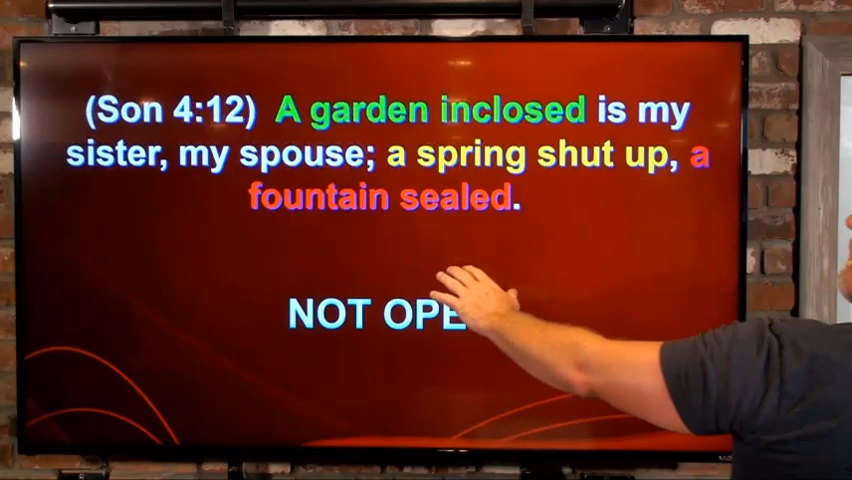 (Son 4:12) A garden inclosed is my
sister, my spouse; a spring shut up, a
fountain sealed.
NOT OPE